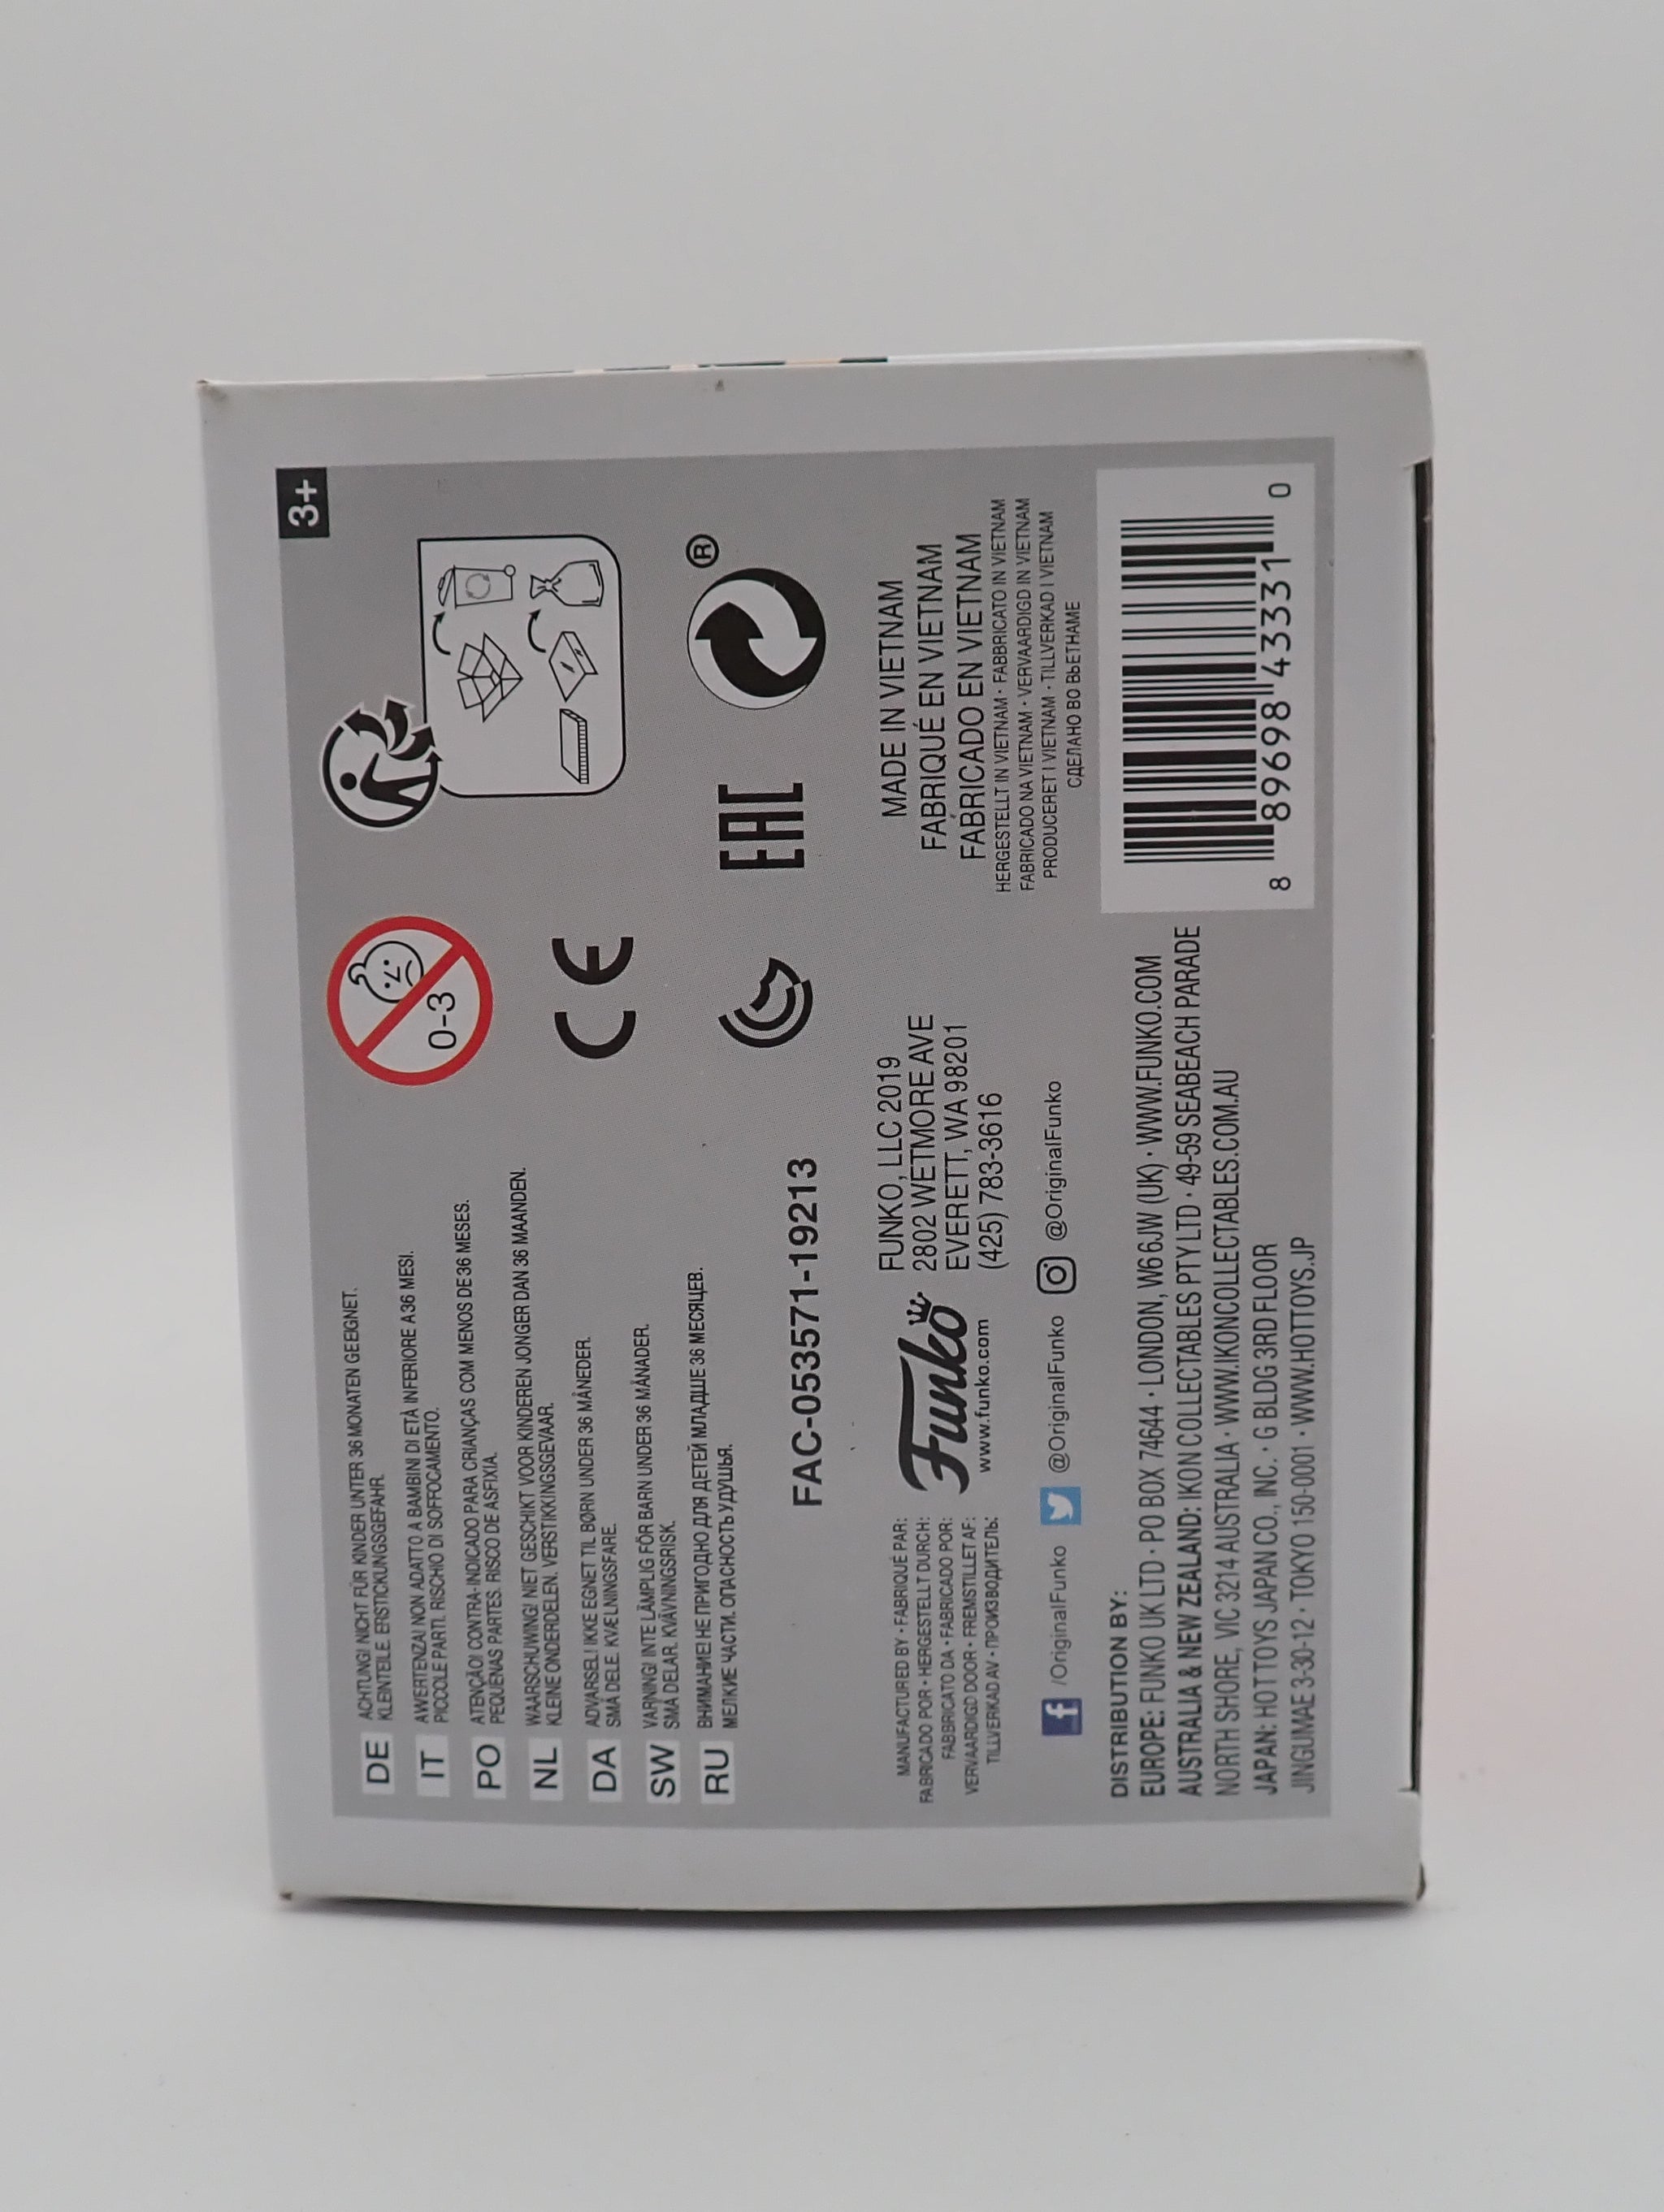 3+
DE ACHTUNG! NICHT FÜR KINDER UNTER 36 MONATEN GEEIGNET.
KLEINTEILE. ERSTICKUNGSGEFAHR.
IT AWERTENZA! NON ADATTO A BAMBINI DI ETÀ INFERIORE A 36 MESI.
PICCOLE PARTI. RISCHIO DI SOFFOCAMENTO.
PO ATENÇÃO! CONTRA-INDICADO PARA CRIANÇAS COM MENOS DE 36 MESES.
PEQUENAS PARTES. RISCO DE ASFIXIA.
NL WAARSCHUWING! NIET GESCHIKT VOOR KINDEREN JONGER DAN 36 MAANDEN.
KLEINE ONDERDELEN. VERSTIKKINGSGEVAAR.
DA ADVARSEL! IKKE EGNET TIL BØRN UNDER 36 MÅNEDER.
SMÅ DELE. KVÆLNINGSFARE.
SW VARNING! INTE LÄMPLIG FÖR BARN UNDER 36 MÅNADER.
SMÅ DELAR. KVÄVNINGSRISK.
RU ВНИМАНИЕ! НЕ ПРИГОДНО ДЛЯ ДЕТЕЙ МЛАДШЕ 36 МЕСЯЦЕВ.
МЕЛКИЕ ЧАСТИ. ОПАСНОСТЬ УДУШЬЯ.
0-3
CE
EAC
®
FAC-053571-19213
MANUFACTURED BY · FABRIQUÉ PAR:
FABRICADO POR · HERGESTELLT DURCH:
FABBRICATO DA · FABRICADO POR:
VERVAARDIGD DOOR · FREMSTILLET AF:
TILLVERKAD AV · ПРОИЗВОДИТЕЛЬ:
Funko
www.funko.com
FUNKO, LLC 2019
2802 WETMORE AVE
EVERETT, WA 98201
(425) 783-3616
MADE IN VIETNAM
FABRIQUÉ EN VIETNAM
FABRICADO EN VIETNAM
HERGESTELLT IN VIETNAM · FABBRICATO IN VIETNAM
FABRICADO NA VIETNAM · VERVAARDIGD IN VIETNAM
PRODUCERET I VIETNAM · TILLVERKAD I VIETNAM
СДЕЛАНО ВО ВЬЕТНАМЕ
f /OriginalFunko @OriginalFunko @OriginalFunko
DISTRIBUTION BY:
EUROPE: FUNKO UK LTD · PO BOX 74644 · LONDON, W6 6JW (UK) · WWW.FUNKO.COM
AUSTRALIA & NEW ZEALAND: IKON COLLECTABLES PTY LTD · 49-59 SEABEACH PARADE
NORTH SHORE, VIC 3214 AUSTRALIA · WWW.IKONCOLLECTABLES.COM.AU
JAPAN: HOTTOYS JAPAN CO., INC. · G BLDG 3RD FLOOR
JINGUMAE 3-30-12 · TOKYO 150-0001 · WWW.HOTTOYS.JP
8 89698 43331 0